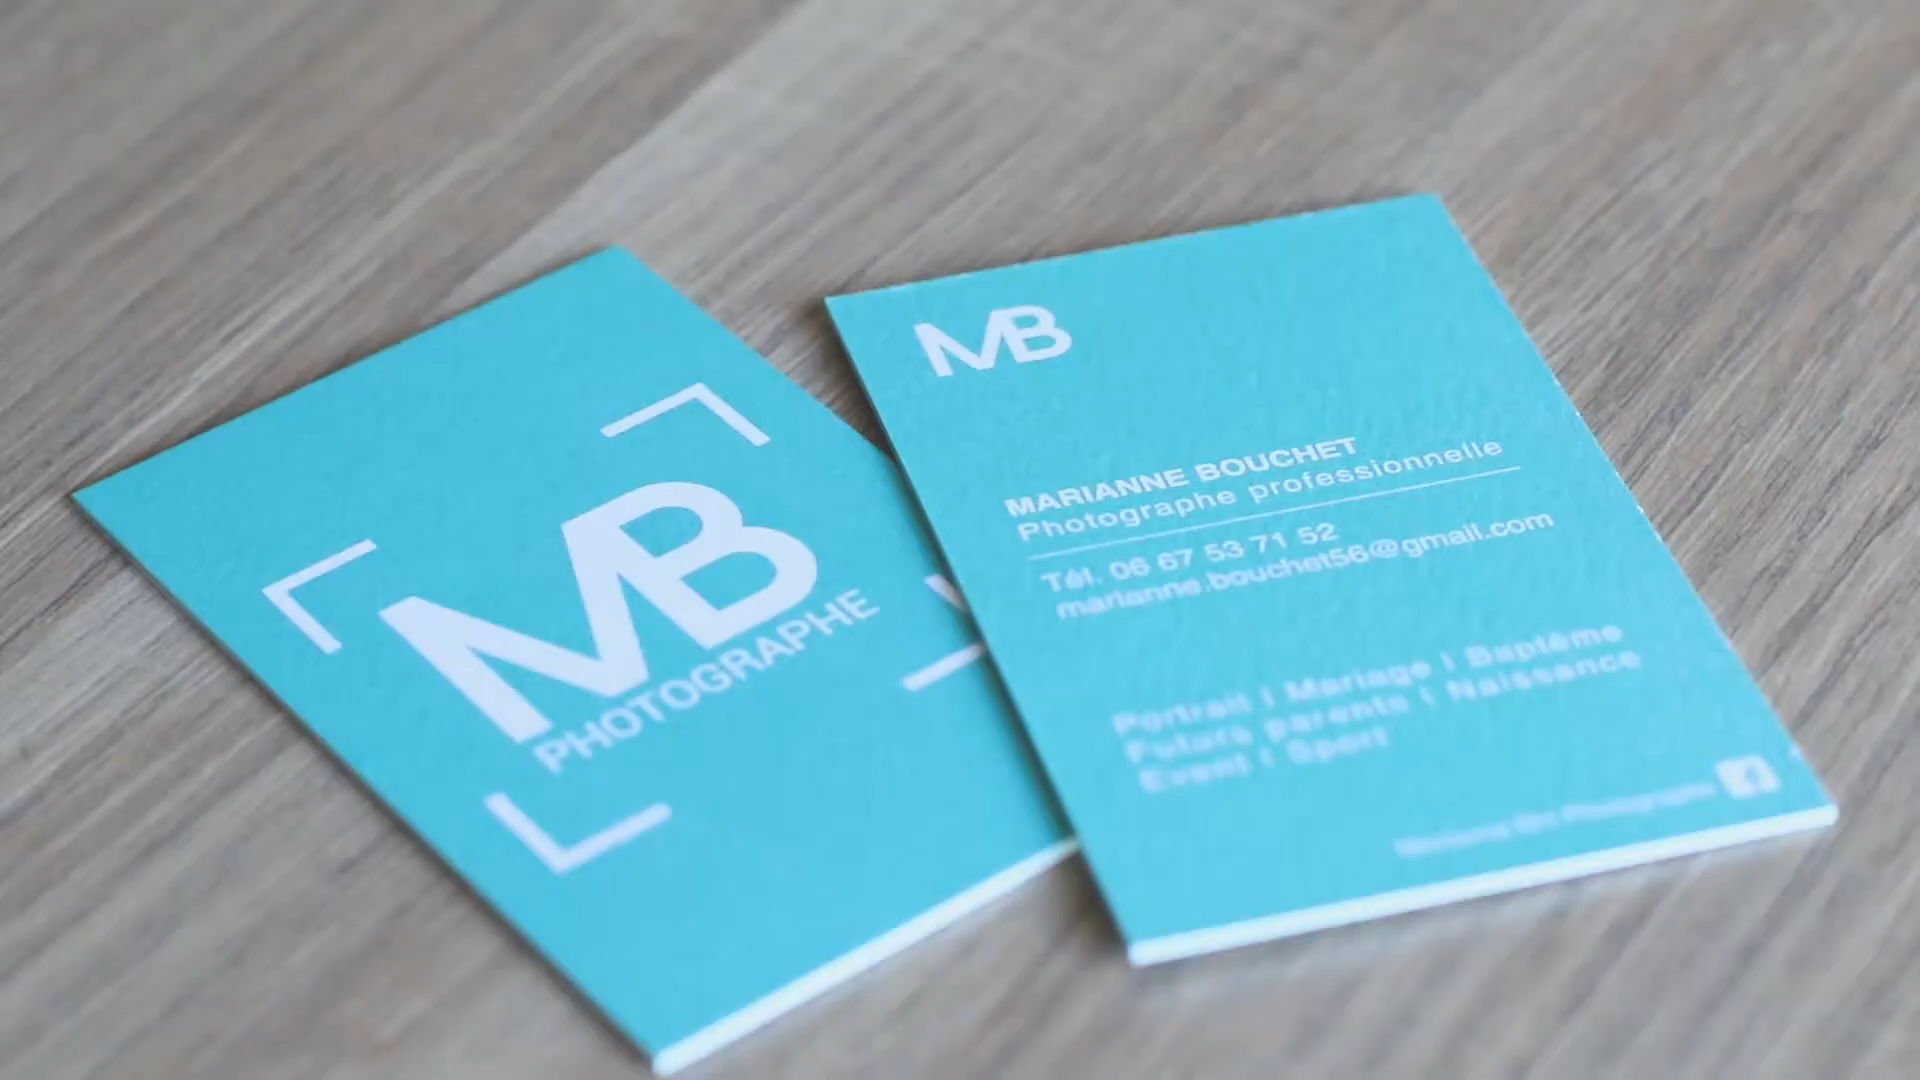 MB
PHOTOGRAPHE
MB
MARIANNE BOUCHET
Photographe professionnelle
Tél. 06 67 53 71 52
marianne.bouchet56@gmail.com
Portrait | Mariage | Baptême
Futurs parents | Naissance
Event | Sport